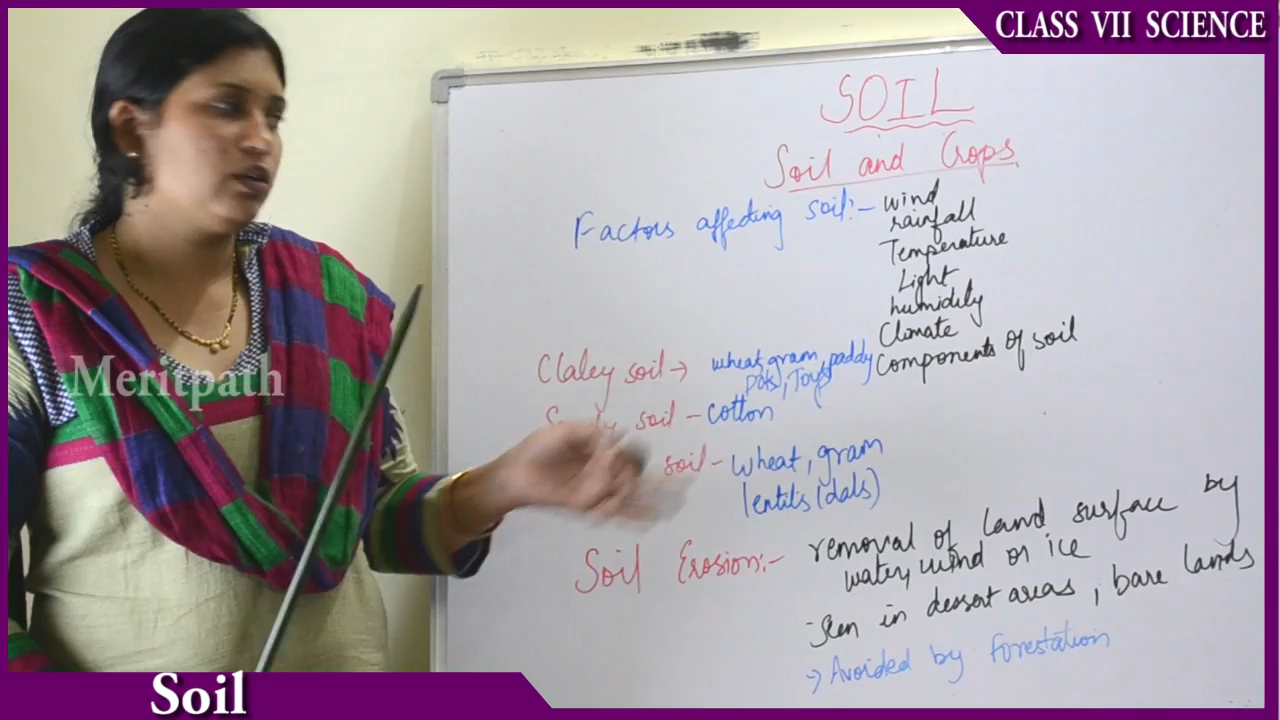 CLASS VII SCIENCE
SOIL
Soil and Crops
Factors affecting soil:- wind
rainfall
Temperature
Light
humidity
Climate
Components of soil
Claley soil → wheat, gram, paddy
Pots, Toys
soil - cotton
soil - wheat, gram
lentils (dals)
Soil Erosion:- removal of land surface by
water, wind or ice
- Seen in dessert areas, bare lands
→ Avoided by forestation
Meritpath
Soil